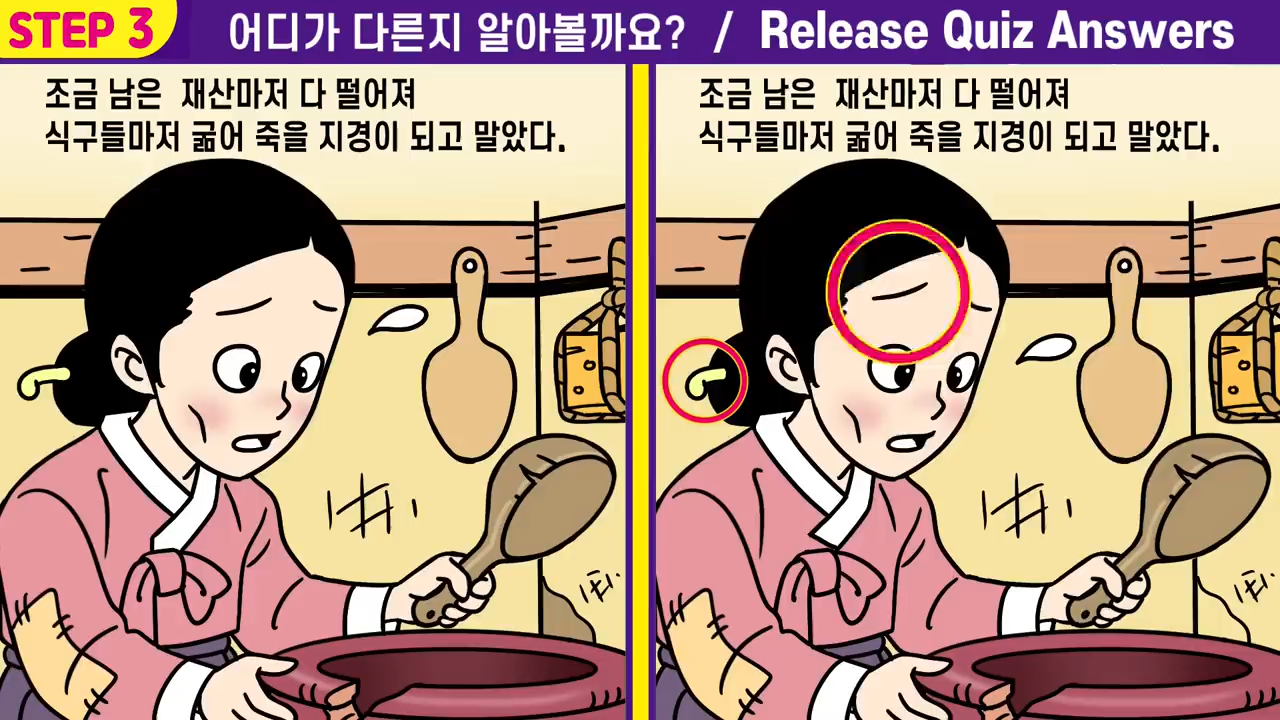 STEP 3
어디가 다른지 알아볼까요? / Release Quiz Answers
조금 남은 재산마저 다 떨어져
식구들마저 굶어 죽을 지경이 되고 말았다.
조금 남은 재산마저 다 떨어져
식구들마저 굶어 죽을 지경이 되고 말았다.